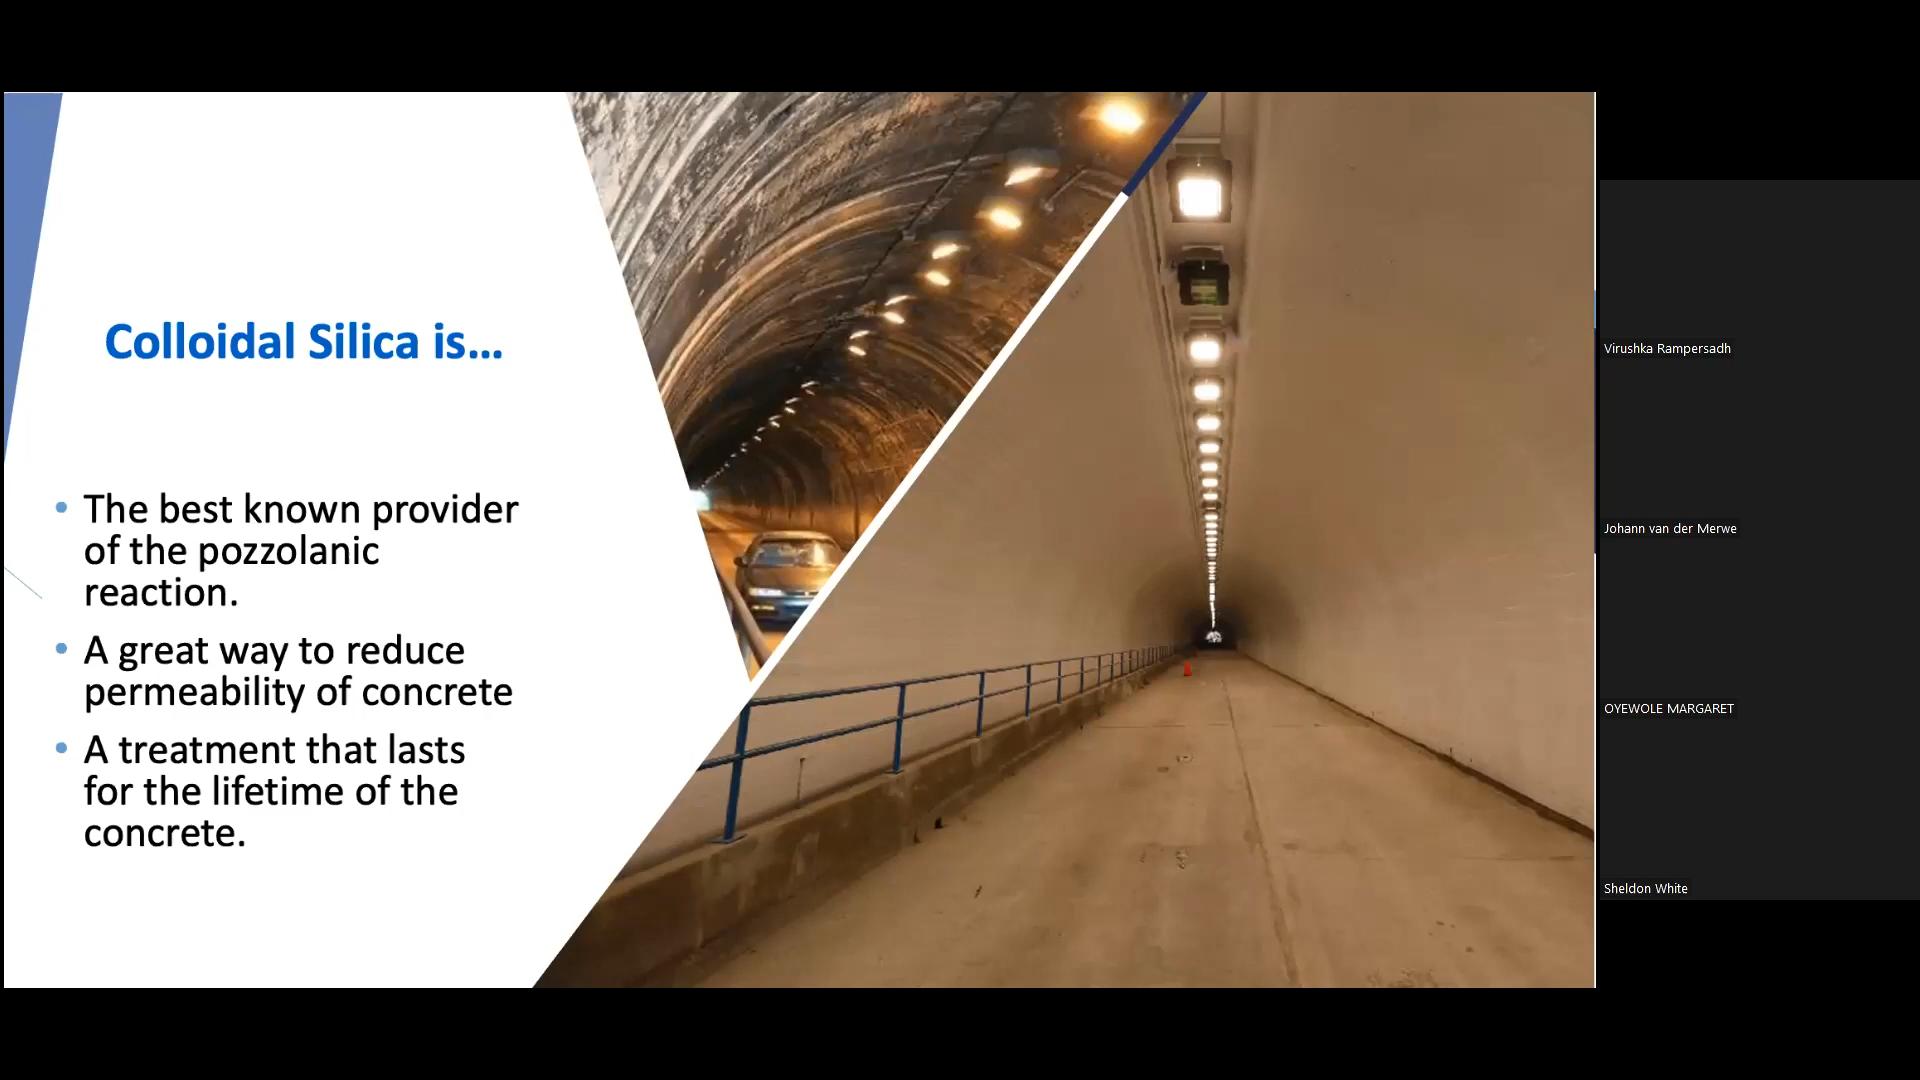 Colloidal Silica is...
• The best known provider
of the pozzolanic
reaction.
• A great way to reduce
permeability of concrete
• A treatment that lasts
for the lifetime of the
concrete.
Virushka Rampersadh
Johann van der Merwe
OYEWOLE MARGARET
Sheldon White